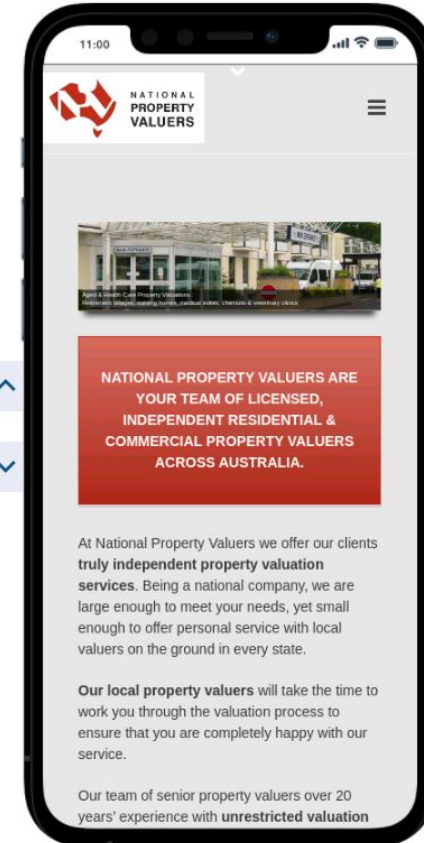 11:00
NATIONAL
PROPERTY
VALUERS
Aged & Health Care Property Valuations
Retirement villages, nursing homes, medical suites, chemists & veterinary clinics
NATIONAL PROPERTY VALUERS ARE
YOUR TEAM OF LICENSED,
INDEPENDENT RESIDENTIAL &
COMMERCIAL PROPERTY VALUERS
ACROSS AUSTRALIA.
At National Property Valuers we offer our clients
truly independent property valuation
services. Being a national company, we are
large enough to meet your needs, yet small
enough to offer personal service with local
valuers on the ground in every state.
Our local property valuers will take the time to
work you through the valuation process to
ensure that you are completely happy with our
service.
Our team of senior property valuers over 20
years' experience with unrestricted valuation